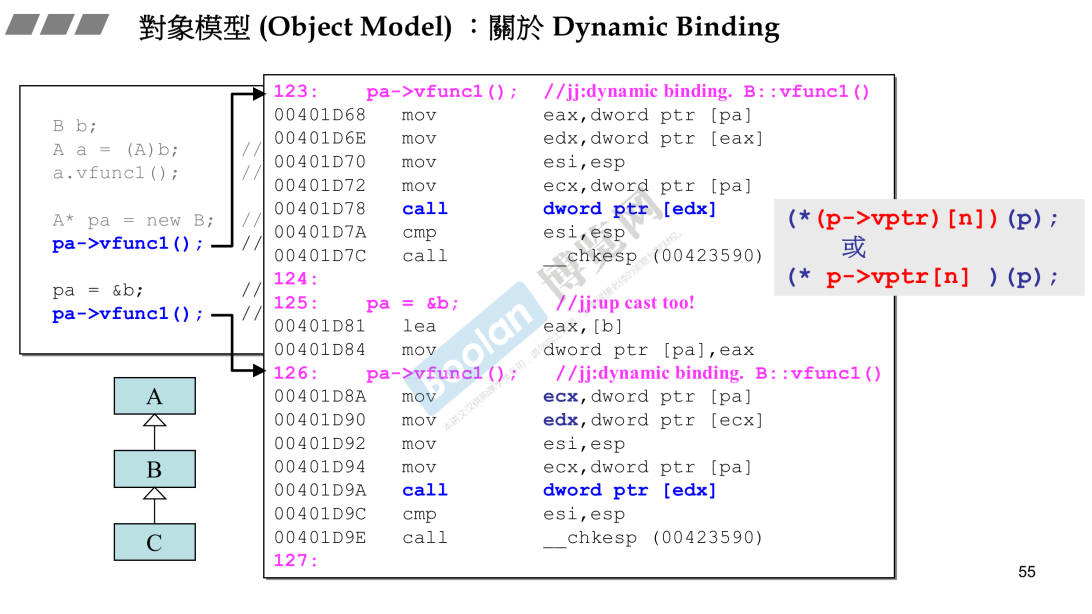 對象模型 (Object Model) ：關於 Dynamic Binding
B b;
A a = (A)b; //
a.vfunc1(); //
A* pa = new B; //
pa->vfunc1(); //
pa = &b; //
pa->vfunc1(); //
123: pa->vfunc1(); //jj:dynamic binding. B::vfunc1()
00401D68 mov eax,dword ptr [pa]
00401D6E mov edx,dword ptr [eax]
00401D70 mov esi,esp
00401D72 mov ecx,dword ptr [pa]
00401D78 call dword ptr [edx]
00401D7A cmp esi,esp
00401D7C call __chkesp (00423590)
124:
125: pa = &b; //jj:up cast too!
00401D81 lea eax,[b]
00401D84 mov dword ptr [pa],eax
126: pa->vfunc1(); //jj:dynamic binding. B::vfunc1()
00401D8A mov ecx,dword ptr [pa]
00401D90 mov edx,dword ptr [ecx]
00401D92 mov esi,esp
00401D94 mov ecx,dword ptr [pa]
00401D9A call dword ptr [edx]
00401D9C cmp esi,esp
00401D9E call __chkesp (00423590)
127:
(*(p->vptr)[n])(p);
或
(* p->vptr[n] )(p);
A
B
C
boolan
博覽网
55